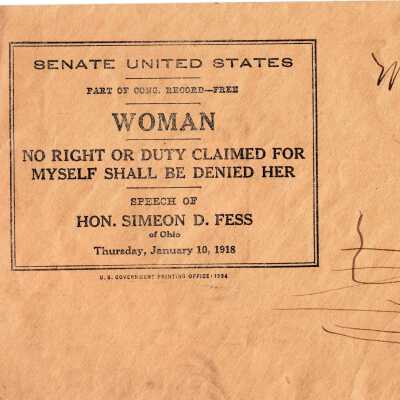 SENATE UNITED STATES
PART OF CONG. RECORD—FREE
WOMAN
NO RIGHT OR DUTY CLAIMED FOR
MYSELF SHALL BE DENIED HER
SPEECH OF
HON. SIMEON D. FESS
of Ohio
Thursday, January 10, 1918
U. S. GOVERNMENT PRINTING OFFICE: 1934